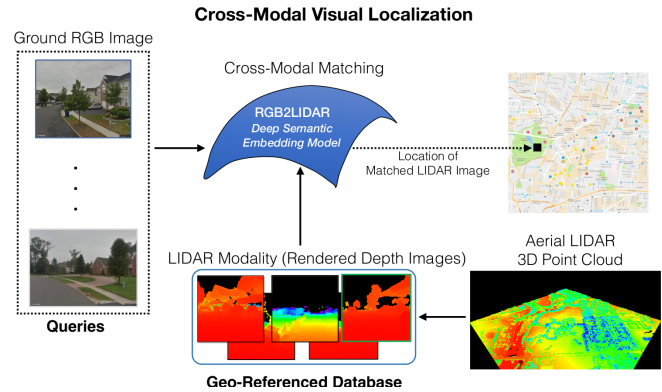 Cross-Modal Visual Localization
Ground RGB Image
Cross-Modal Matching
RGB2LIDAR
Deep Semantic
Embedding Model
Location of
Matched LIDAR Image
LIDAR Modality (Rendered Depth Images)
Aerial LIDAR
3D Point Cloud
Queries
Geo-Referenced Database